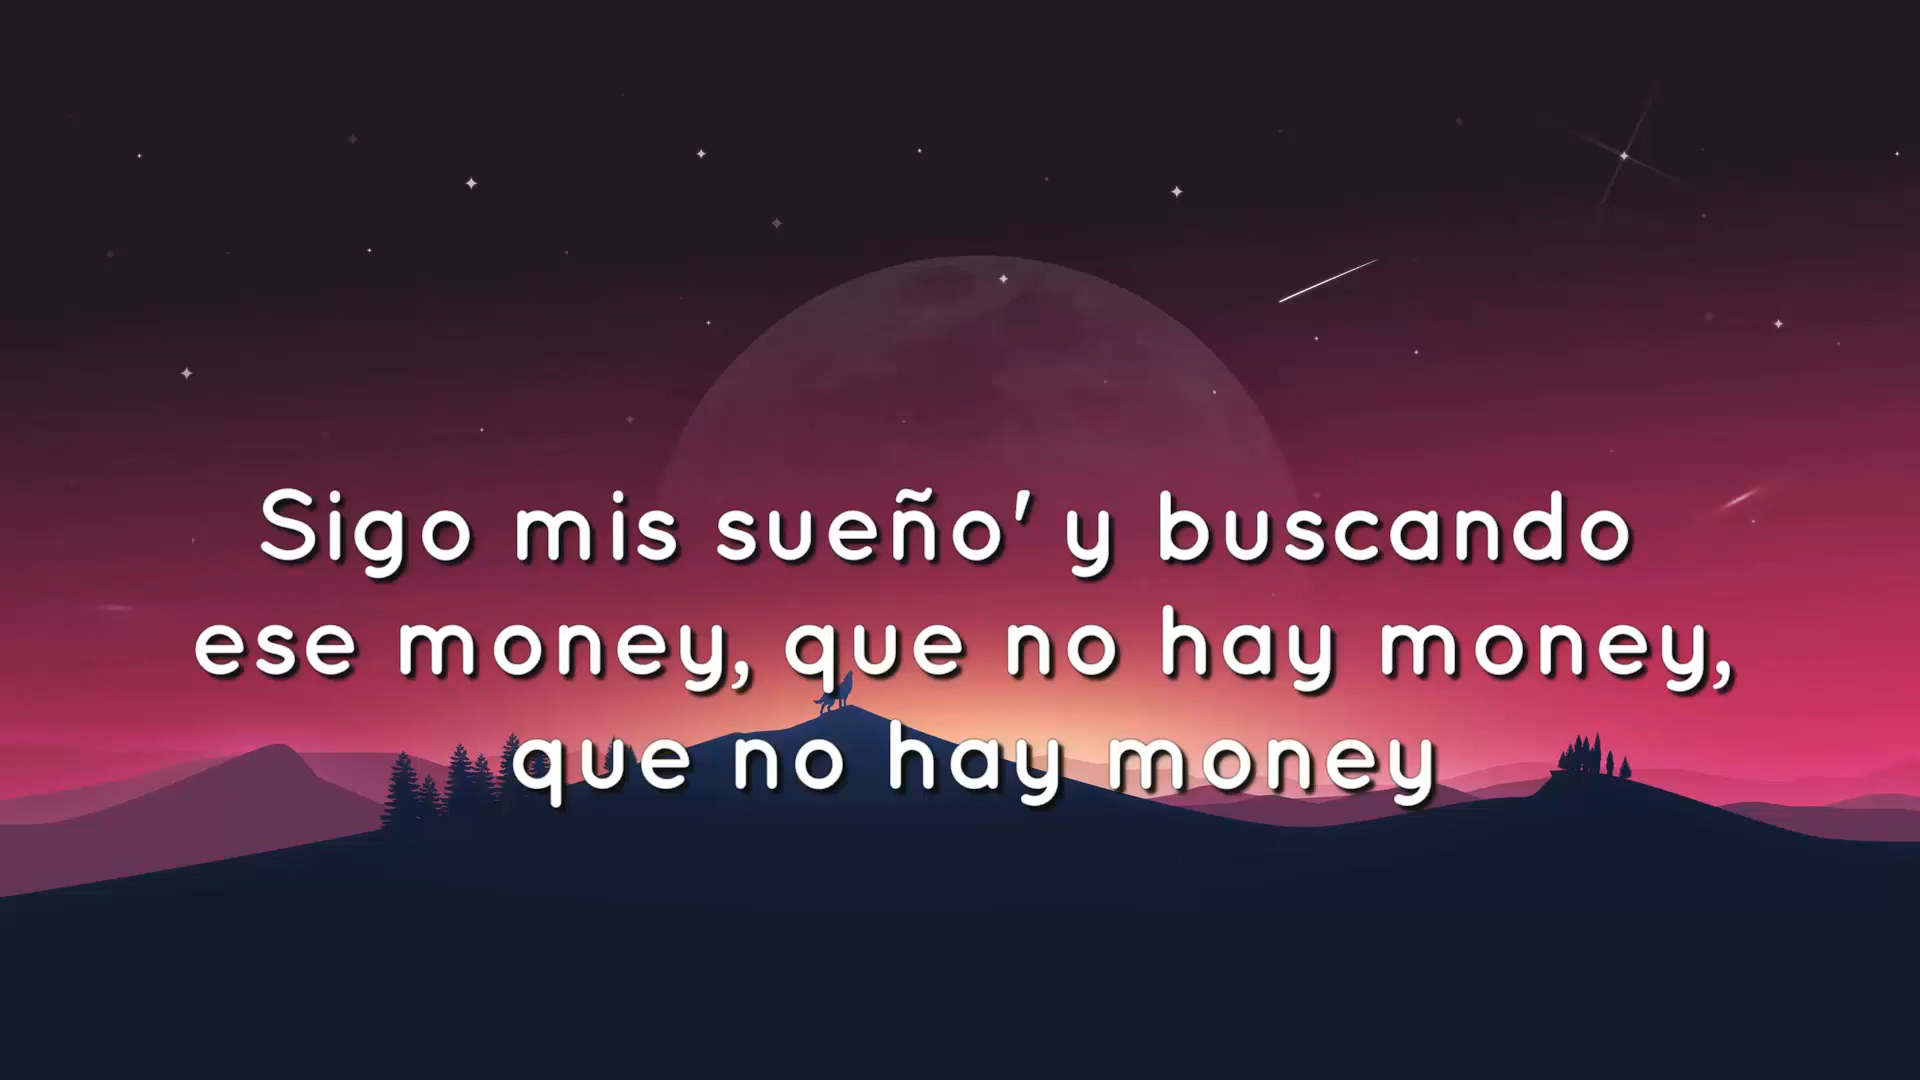 Sigo mis sueño' y buscando
ese money, que no hay money,
que no hay money